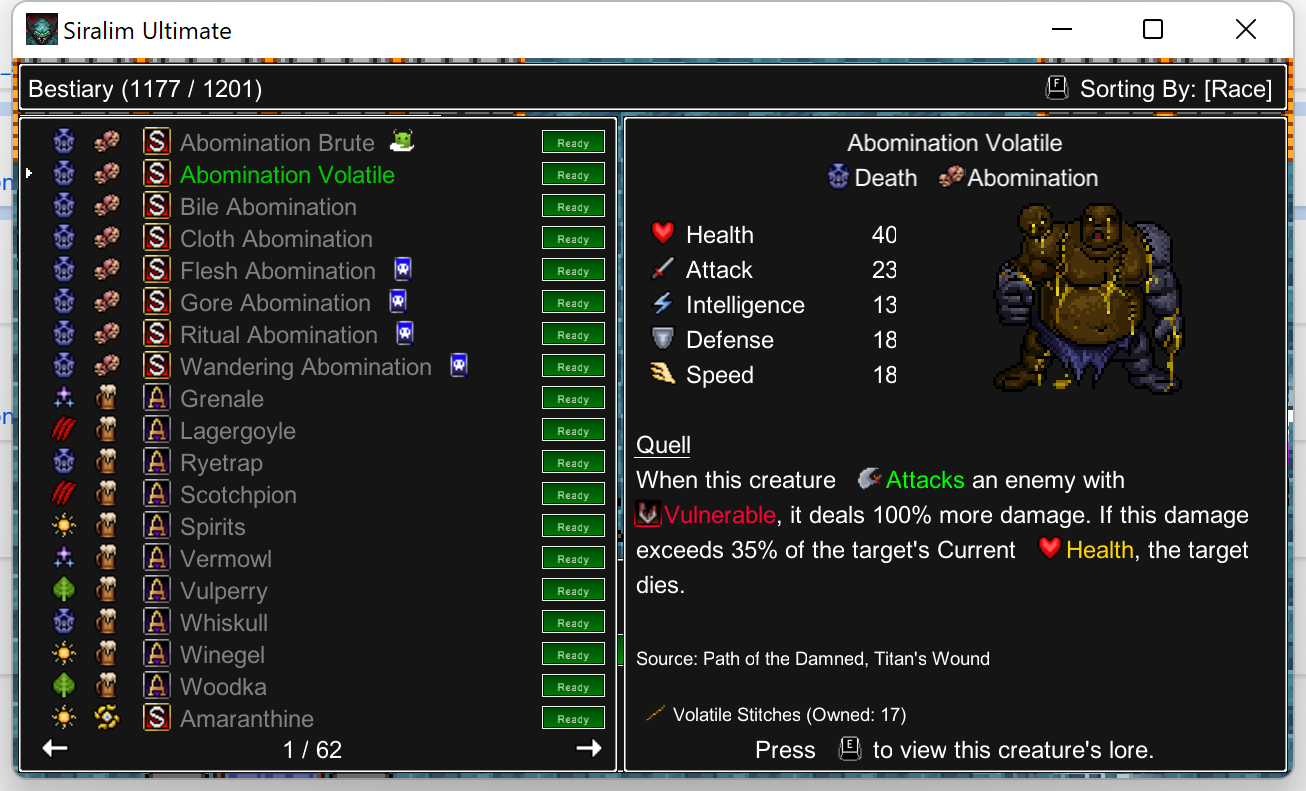 Siralim Ultimate
Bestiary (1177 / 1201)
F Sorting By: [Race]
S Abomination Brute Ready
S Abomination Volatile Ready
S Bile Abomination Ready
S Cloth Abomination Ready
S Flesh Abomination Ready
S Gore Abomination Ready
S Ritual Abomination Ready
S Wandering Abomination Ready
A Grenale Ready
A Lagergoyle Ready
A Ryetrap Ready
A Scotchpion Ready
A Spirits Ready
A Vermowl Ready
A Vulperry Ready
A Whiskull Ready
A Winegel Ready
A Woodka Ready
S Amaranthine Ready
1 / 62
Abomination Volatile
Death Abomination
Health 40
Attack 23
Intelligence 13
Defense 18
Speed 18
Quell
When this creature Attacks an enemy with
Vulnerable, it deals 100% more damage. If this damage
exceeds 35% of the target's Current Health, the target
dies.
Source: Path of the Damned, Titan's Wound
Volatile Stitches (Owned: 17)
Press E to view this creature's lore.